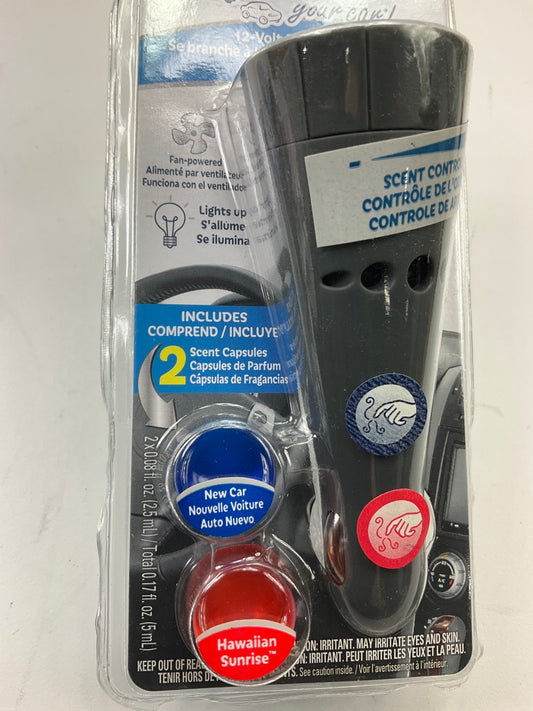 your car!
12-Volt
Se branche à
Fan-powered
Alimenté par ventilateur
Funciona con el ventilador
Lights up
S'allume
Se ilumina
SCENT CONTRO
CONTRÔLE DE L'O
CONTROLE DE A
INCLUDES
COMPREND / INCLUYE
2 Scent Capsules
Capsules de Parfum
Cápsulas de Fragancias
2 x 0.08 fl. oz. (2.5 mL) / Total 0.17 fl. oz. (5 mL)
New Car
Nouvelle Voiture
Auto Nuevo
Hawaiian
Sunrise™
ION: IRRITANT. MAY IRRITATE EYES AND SKIN.
KEEP OUT OF REA
ON: IRRITANT. PEUT IRRITER LES YEUX ET LA PEAU.
TENIR HORS DE
TS. See caution inside. / Voir l'avertissement à l'intérieur.